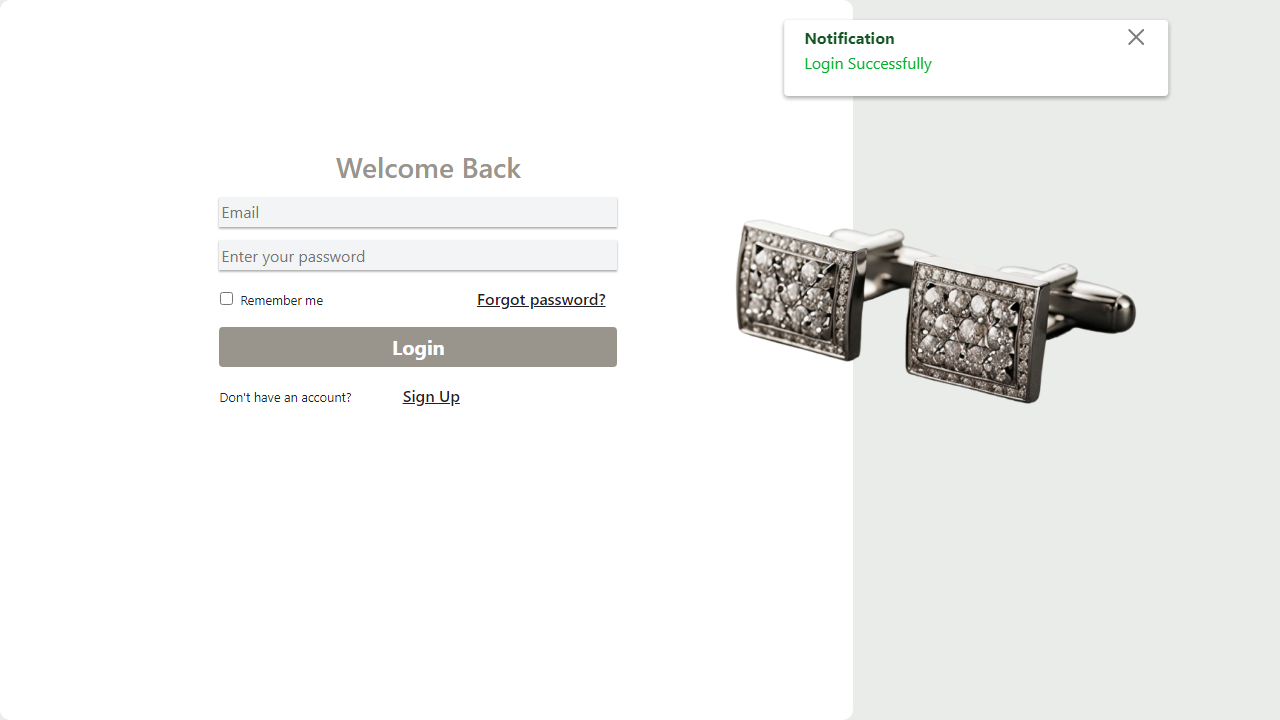 Notification
Login Successfully
Welcome Back
Email
Enter your password
Remember me
Forgot password?
Login
Don't have an account?
Sign Up